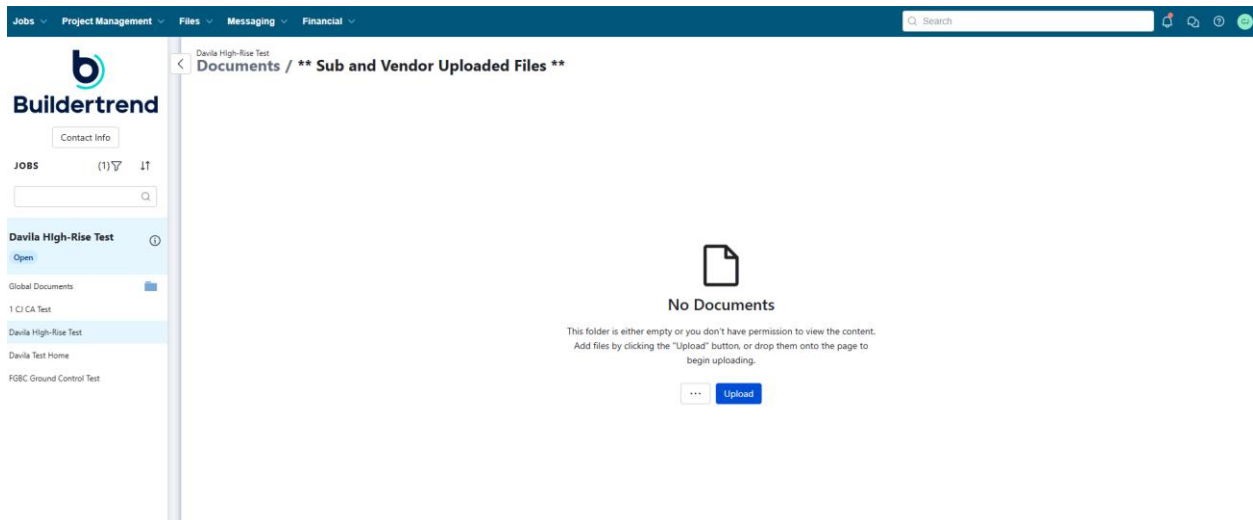 Jobs Project Management Files Messaging Financial Search CJ
Buildertrend
Contact Info
JOBS (1)
Davila HIgh-Rise Test
Open
Global Documents
1 CJ CA Test
Davila HIgh-Rise Test
Davila Test Home
FGBC Ground Control Test
Davila HIgh-Rise Test
Documents / ** Sub and Vendor Uploaded Files **
No Documents
This folder is either empty or you don't have permission to view the content.
Add files by clicking the "Upload" button, or drop them onto the page to
begin uploading.
... Upload